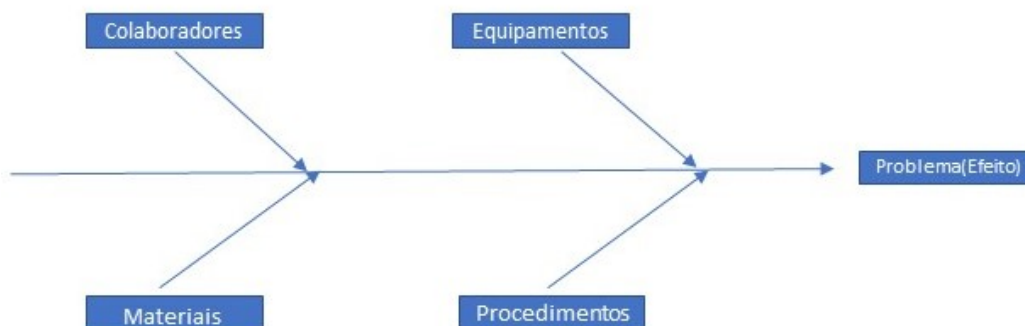 Colaboradores
Equipamentos
Problema(Efeito)
Materiais
Procedimentos